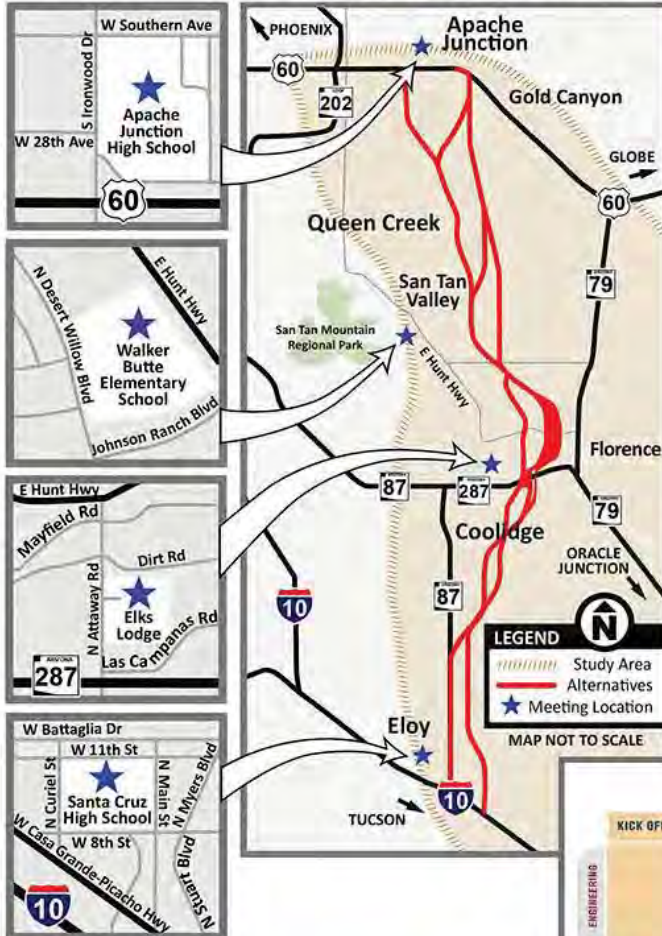 W Southern Ave
S Ironwood Dr
Apache
Junction
High School
W 28th Ave
60
N Desert Willow Blvd
E Hunt Hwy
Walker
Butte
Elementary
School
Johnson Ranch Blvd
E Hunt Hwy
Mayfield Rd
Dirt Rd
N Attaway Rd
Elks
Lodge
Las Campanas Rd
ARIZONA
287
W Battaglia Dr
W 11th St
N Curiel St
Santa Cruz
High School
N Main St
N Myers Blvd
W 8th St
W Casa Grande-Picacho Hwy
N Stuart Blvd
10
PHOENIX
Apache
Junction
60
202
Gold Canyon
GLOBE
60
Queen Creek
79
San Tan
Valley
San Tan Mountain
Regional Park
E Hunt Hwy
Florence
87
287
79
Coolidge
ORACLE
JUNCTION
10
87
N
LEGEND
Study Area
Alternatives
Meeting Location
MAP NOT TO SCALE
Eloy
10
TUCSON
KICK OFF
ENGINEERING